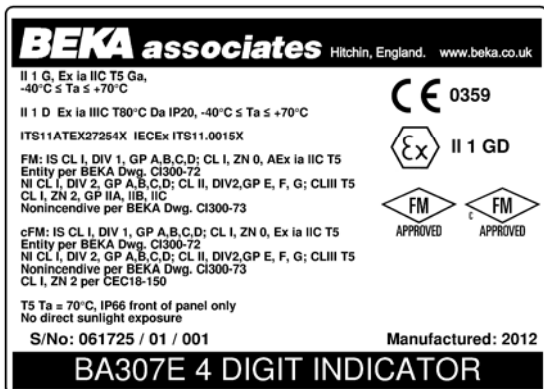 BEKA associates Hitchin, England. www.beka.co.uk
II 1 G, Ex ia IIC T5 Ga,
-40°C ≤ Ta ≤ +70°C
II 1 D Ex ia IIIC T80°C Da IP20, -40°C ≤ Ta ≤ +70°C
ITS11ATEX27254X IECEx ITS11.0015X
FM: IS CL I, DIV 1, GP A,B,C,D; CL I, ZN 0, AEx ia IIC T5
Entity per BEKA Dwg. CI300-72
NI CL I, DIV 2, GP A,B,C,D; CL II, DIV2,GP E, F, G; CLIII T5
CL I, ZN 2, GP IIA, IIB, IIC
Nonincendive per BEKA Dwg. CI300-73
cFM: IS CL I, DIV 1, GP A,B,C,D; CL I, ZN 0, Ex ia IIC T5
Entity per BEKA Dwg. CI300-72
NI CL I, DIV 2, GP A,B,C,D; CL II, DIV2,GP E, F, G; CLIII T5
Nonincendive per BEKA Dwg. CI300-73
CL I, ZN 2 per CEC18-150
T5 Ta = 70°C, IP66 front of panel only
No direct sunlight exposure
CE 0359
Ex II 1 GD
FM APPROVED
c FM APPROVED
S/No: 061725 / 01 / 001 Manufactured: 2012
BA307E 4 DIGIT INDICATOR